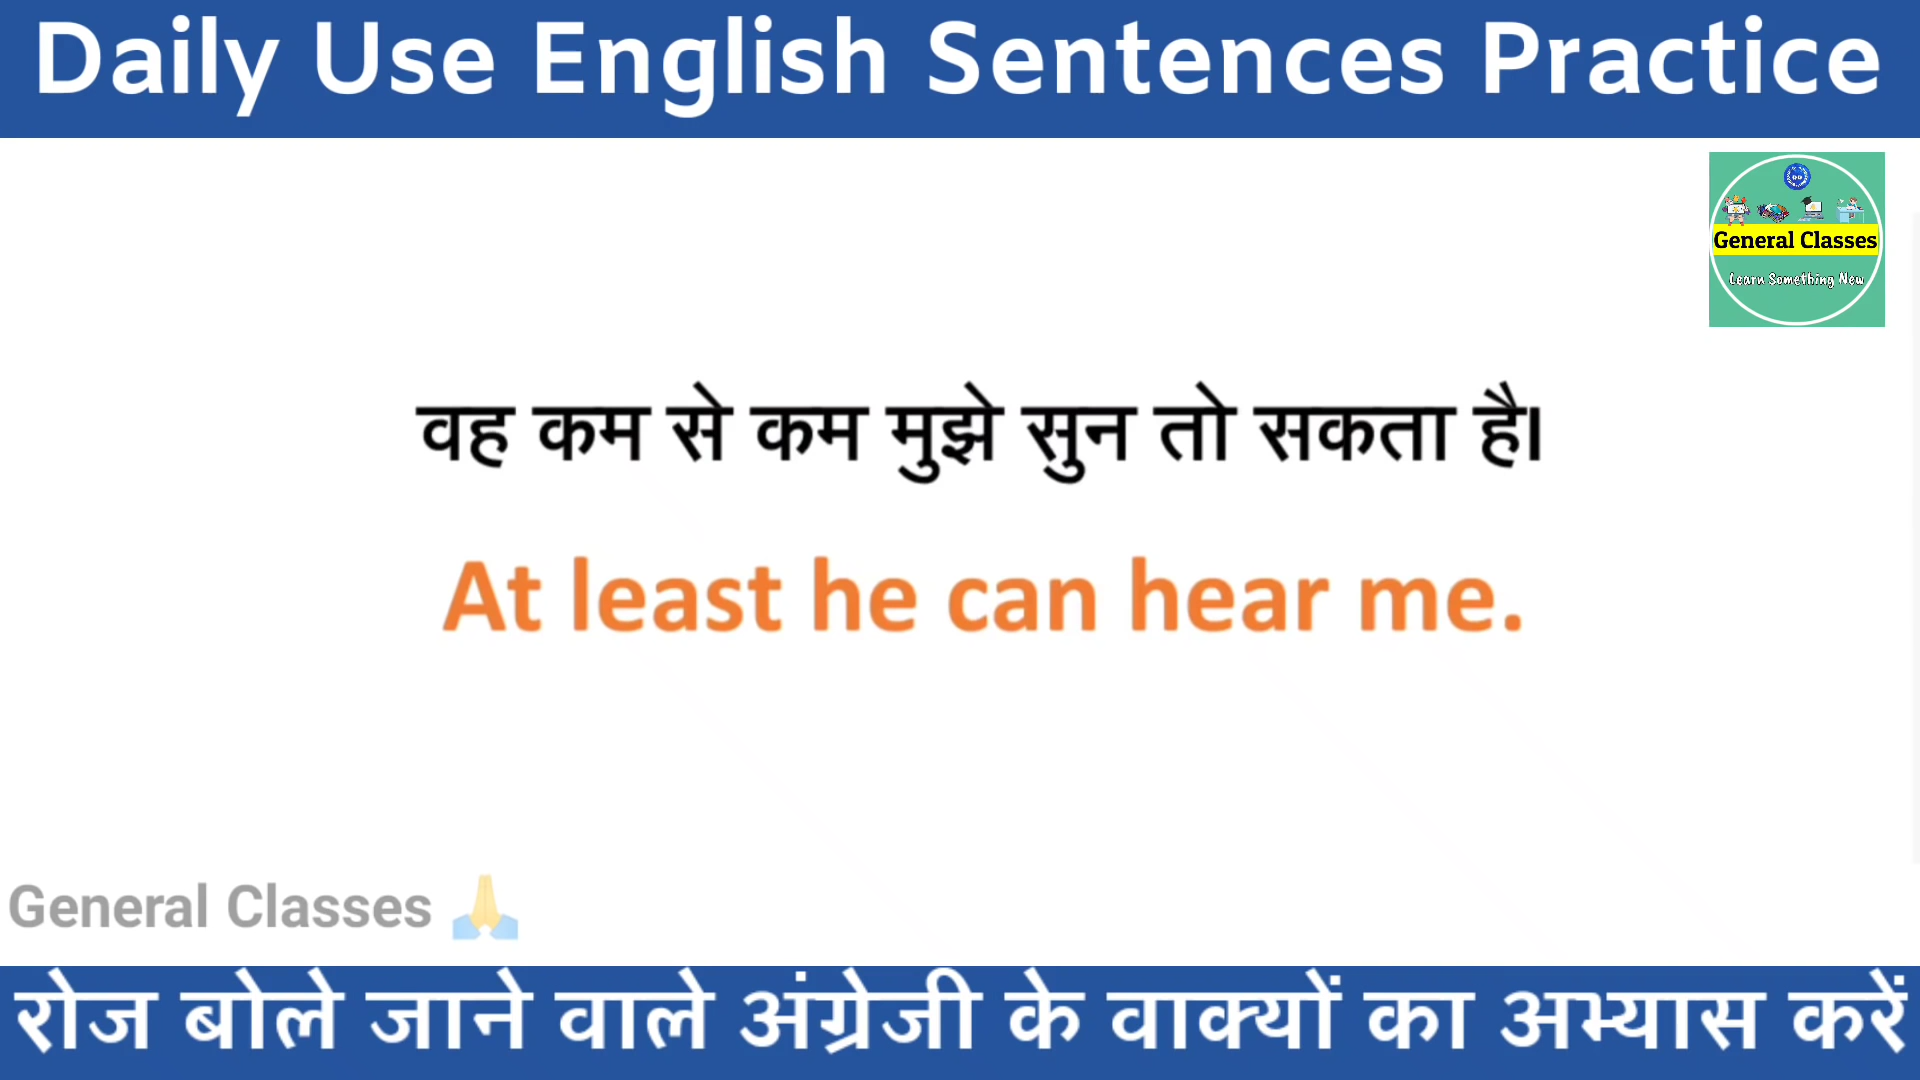 Daily Use English Sentences Practice
General Classes
Learn Something New
वह कम से कम मुझे सुन तो सकता है।
At least he can hear me.
General Classes 🙏
रोज बोले जाने वाले अंग्रेजी के वाक्यों का अभ्यास करें